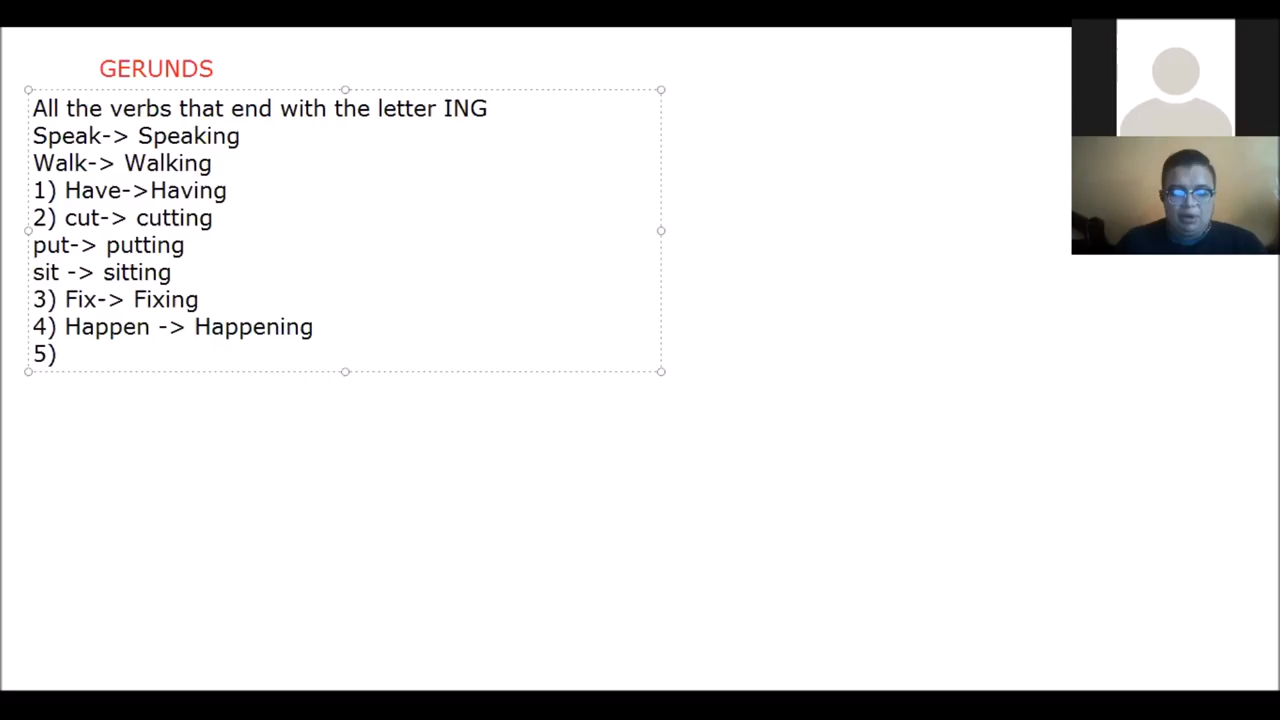 GERUNDS
All the verbs that end with the letter ING
Speak-> Speaking
Walk-> Walking
1) Have->Having
2) cut-> cutting
put-> putting
sit -> sitting
3) Fix-> Fixing
4) Happen -> Happening
5)